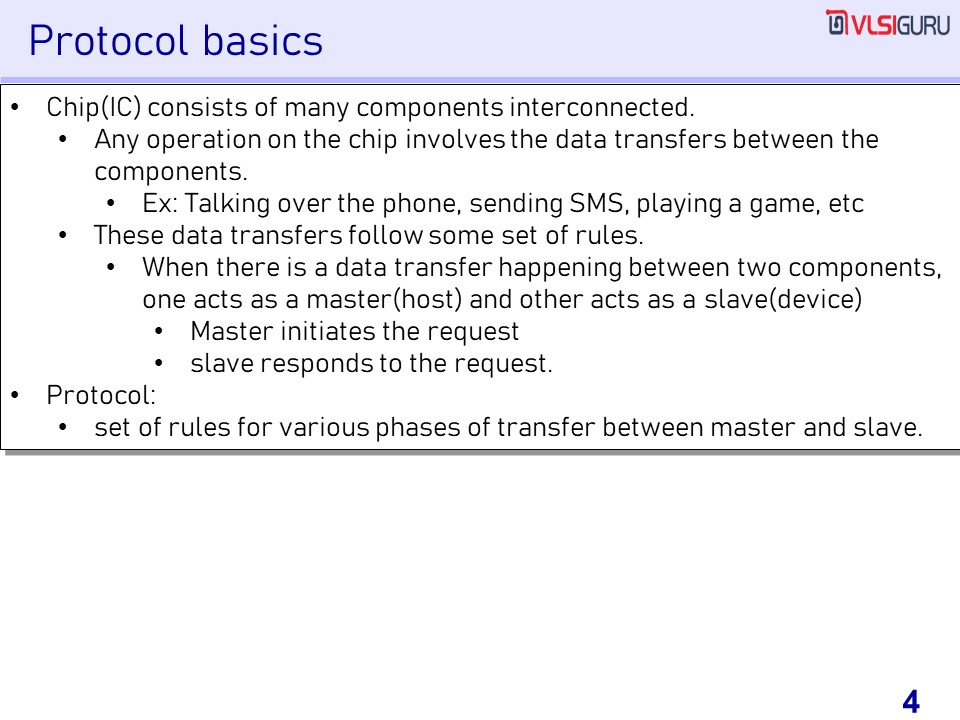 Protocol basics
VLSIGURU
• Chip(IC) consists of many components interconnected.
• Any operation on the chip involves the data transfers between the
components.
• Ex: Talking over the phone, sending SMS, playing a game, etc
• These data transfers follow some set of rules.
• When there is a data transfer happening between two components,
one acts as a master(host) and other acts as a slave(device)
• Master initiates the request
• slave responds to the request.
• Protocol:
• set of rules for various phases of transfer between master and slave.
4